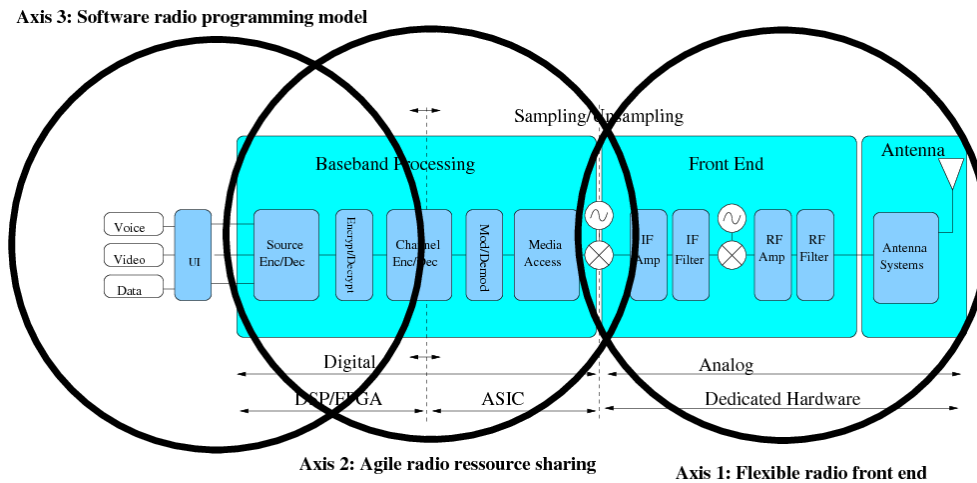 Axis 3: Software radio programming model
Sampling/Upsampling
Baseband Processing
Front End
Antenna
Voice
Video
Data
UI
Source
Enc/Dec
Encrypt/Decrypt
Channel
Enc/Dec
Mod/Demod
Media
Access
IF
Amp
IF
Filter
RF
Amp
RF
Filter
Antenna
Systems
Digital
Analog
DSP/FPGA
ASIC
Dedicated Hardware
Axis 2: Agile radio ressource sharing
Axis 1: Flexible radio front end